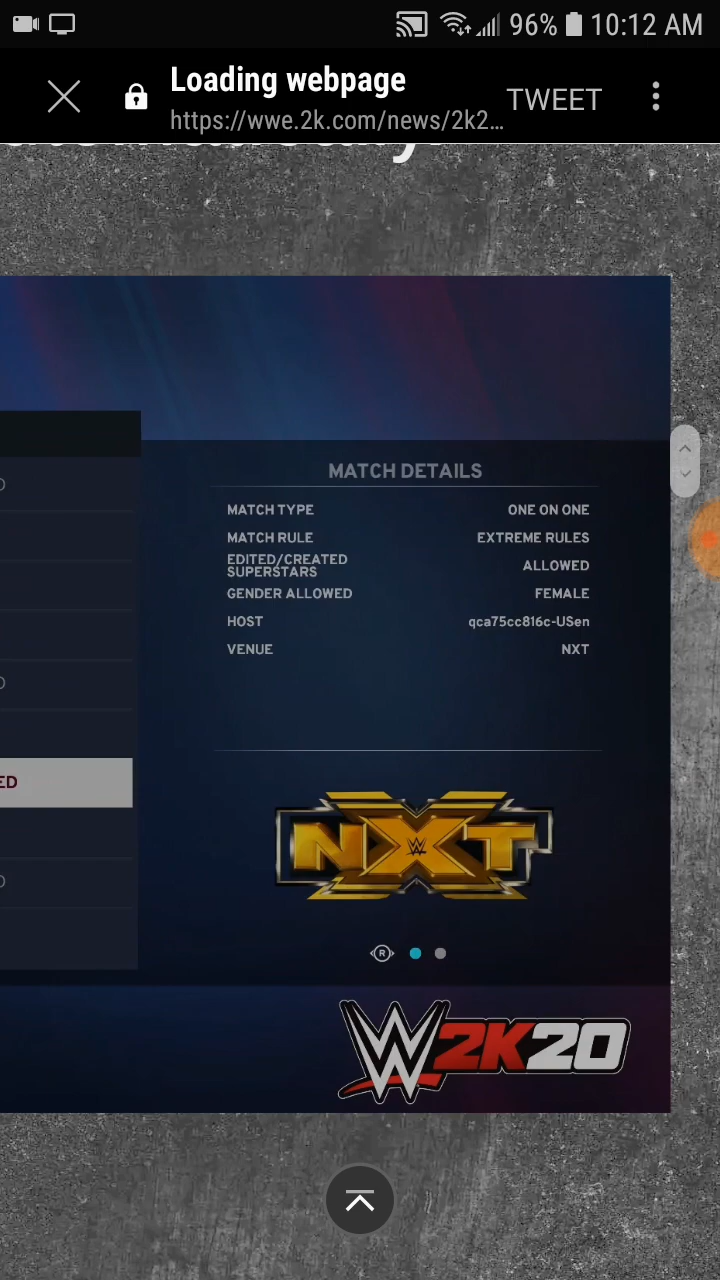 96% 10:12 AM
Loading webpage
https://wwe.2k.com/news/2k2…
TWEET
MATCH DETAILS
MATCH TYPE ONE ON ONE
MATCH RULE EXTREME RULES
EDITED/CREATED
SUPERSTARS ALLOWED
GENDER ALLOWED FEMALE
HOST qca75cc816c-USen
VENUE NXT
ED
NXT
W
R
W 2K20